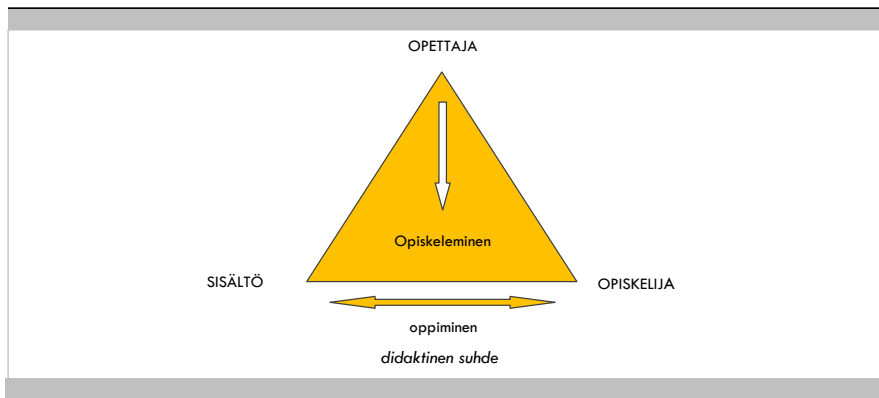 OPETTAJA
Opiskeleminen
SISÄLTÖ
OPISKELIJA
oppiminen
didaktinen suhde